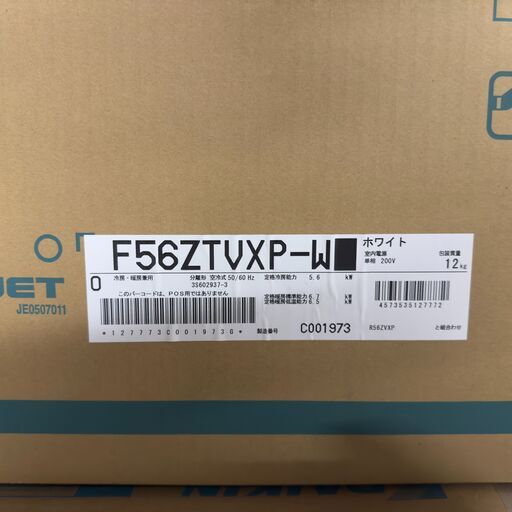 F56ZTVXP-W■ ホワイト
冷房・暖房兼用 分離形 空冷式 50/60 Hz 定格冷房能力 5.6 kW 室内電源 単相 200V 包装質量 12kg
0 3S602937-3
このバーコードは、POS用ではありません
定格暖房標準能力 6.7 kW
定格暖房低温能力 6.5 kW
4573535127772
*127773C001973G* 製造番号 C001973 R56ZVXP と組合わせ
JET
JE0507011
DAIKIN